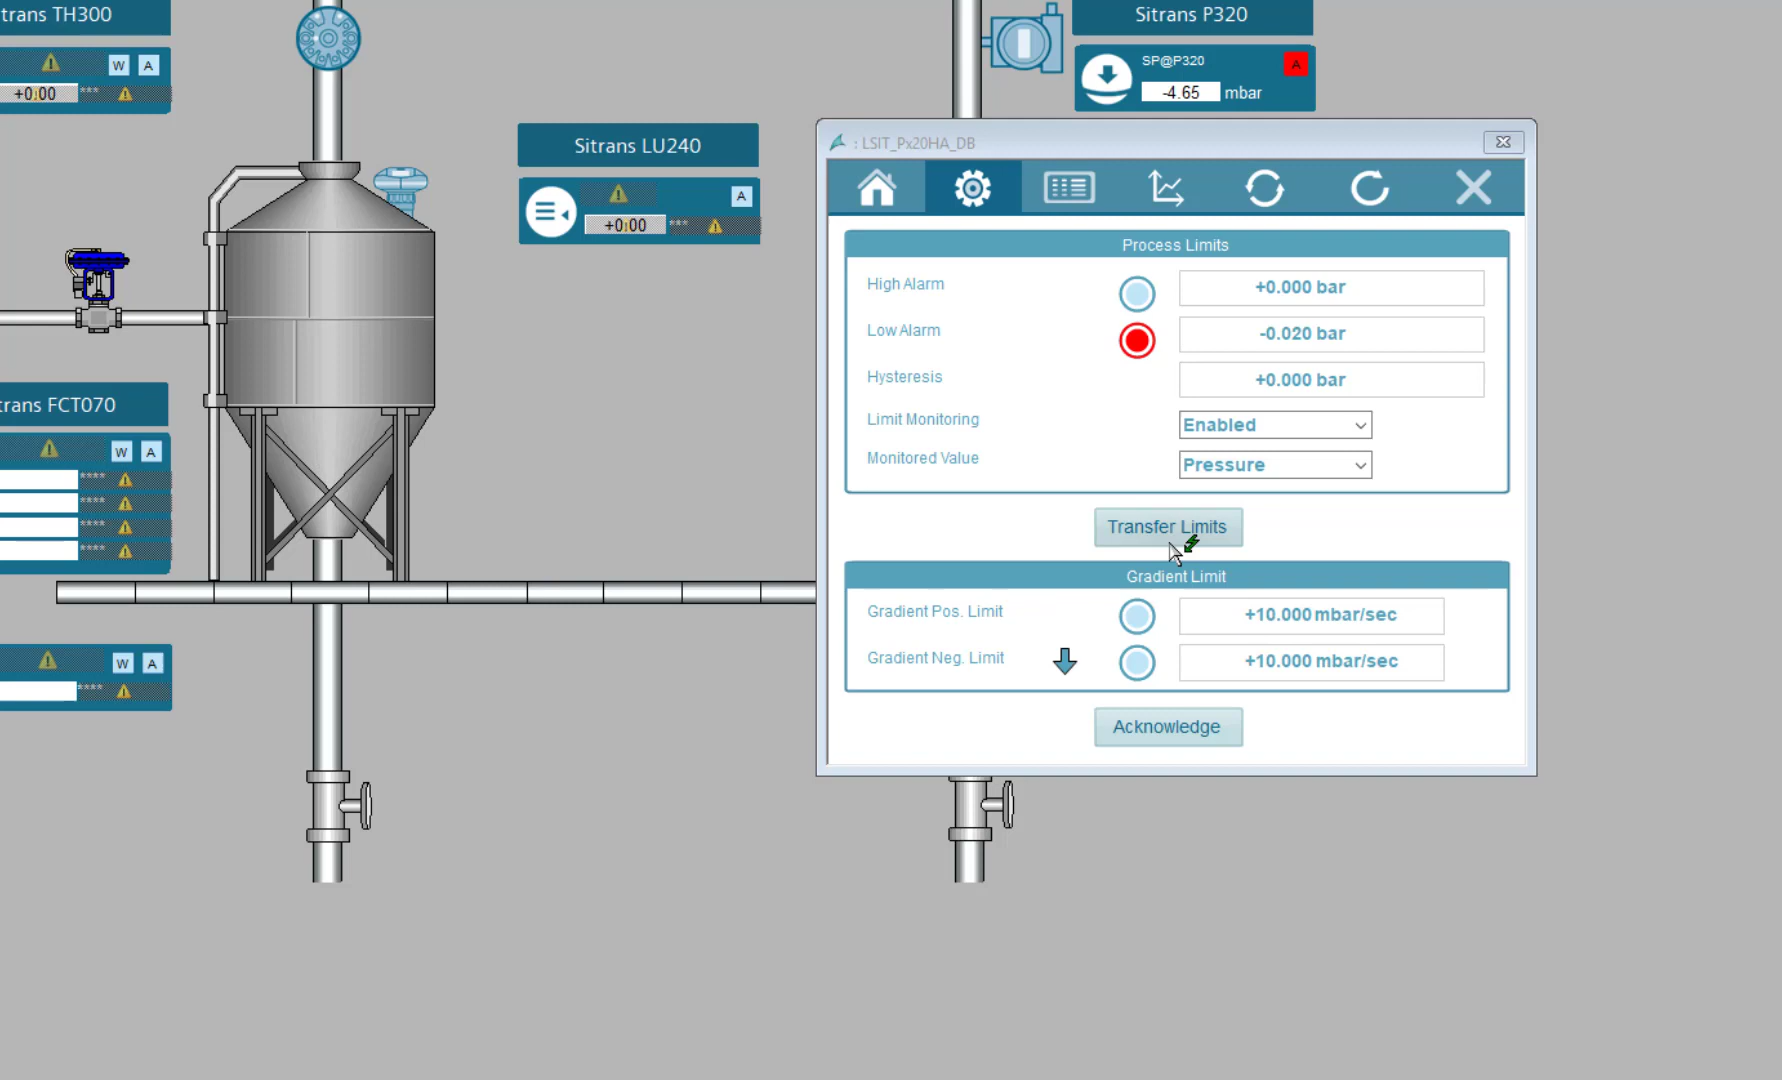 trans TH300
W A
+0.00 ***
Sitrans P320
SP@P320
A
-4.65 mbar
Sitrans LU240
A
+0.00 ***
trans FCT070
W A
****
****
****
****
W A
****
: LSIT_Px20HA_DB
Process Limits
High Alarm +0.000 bar
Low Alarm -0.020 bar
Hysteresis +0.000 bar
Limit Monitoring Enabled
Monitored Value Pressure
Transfer Limits
Gradient Limit
Gradient Pos. Limit +10.000 mbar/sec
Gradient Neg. Limit +10.000 mbar/sec
Acknowledge